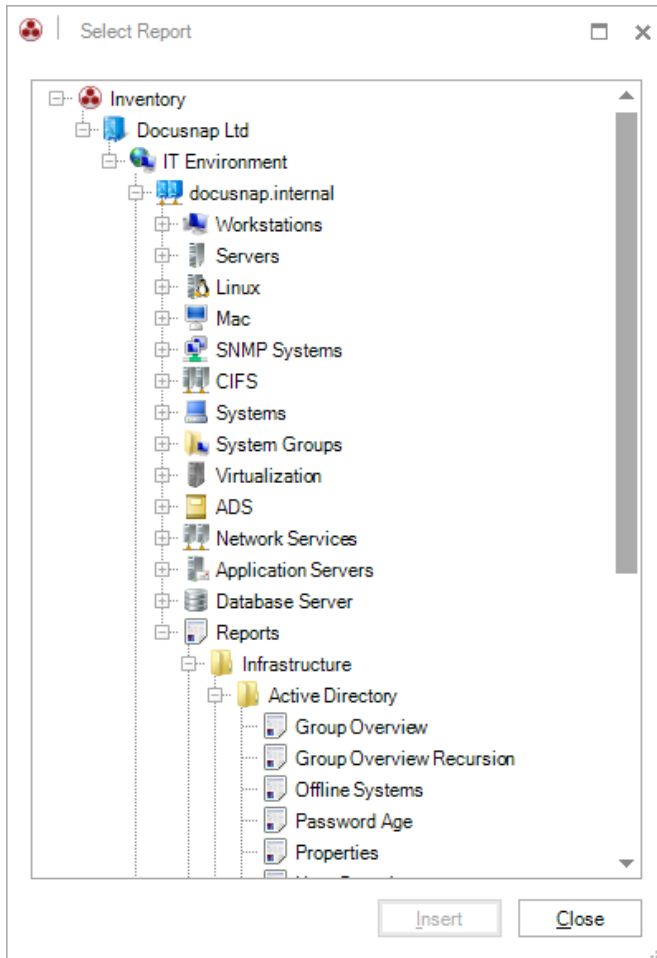 Select Report
Inventory
Docusnap Ltd
IT Environment
docusnap.internal
Workstations
Servers
Linux
Mac
SNMP Systems
CIFS
Systems
System Groups
Virtualization
ADS
Network Services
Application Servers
Database Server
Reports
Infrastructure
Active Directory
Group Overview
Group Overview Recursion
Offline Systems
Password Age
Properties
Insert Close